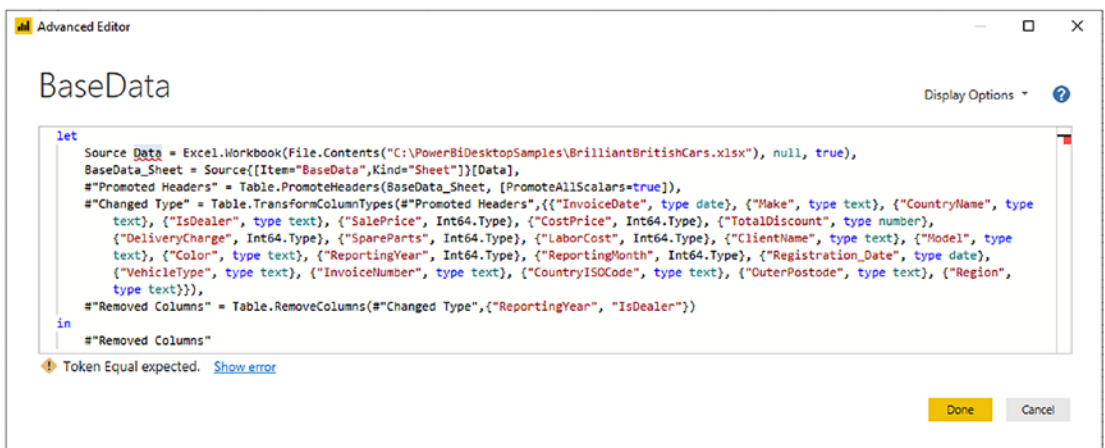 Advanced Editor
BaseData
Display Options
let
Source Data = Excel.Workbook(File.Contents("C:\PowerBiDesktopSamples\BrilliantBritishCars.xlsx"), null, true),
BaseData_Sheet = Source{[Item="BaseData",Kind="Sheet"]}[Data],
#"Promoted Headers" = Table.PromoteHeaders(BaseData_Sheet, [PromoteAllScalars=true]),
#"Changed Type" = Table.TransformColumnTypes(#"Promoted Headers",{{"InvoiceDate", type date}, {"Make", type text}, {"CountryName", type
text}, {"IsDealer", type text}, {"SalePrice", Int64.Type}, {"CostPrice", Int64.Type}, {"TotalDiscount", type number},
{"DeliveryCharge", Int64.Type}, {"SpareParts", Int64.Type}, {"LaborCost", Int64.Type}, {"ClientName", type text}, {"Model", type
text}, {"Color", type text}, {"ReportingYear", Int64.Type}, {"ReportingMonth", Int64.Type}, {"Registration_Date", type date},
{"VehicleType", type text}, {"InvoiceNumber", type text}, {"CountryISOCode", type text}, {"OuterPostode", type text}, {"Region",
type text}}),
#"Removed Columns" = Table.RemoveColumns(#"Changed Type",{"ReportingYear", "IsDealer"})
in
#"Removed Columns"
Token Equal expected. Show error
Done Cancel